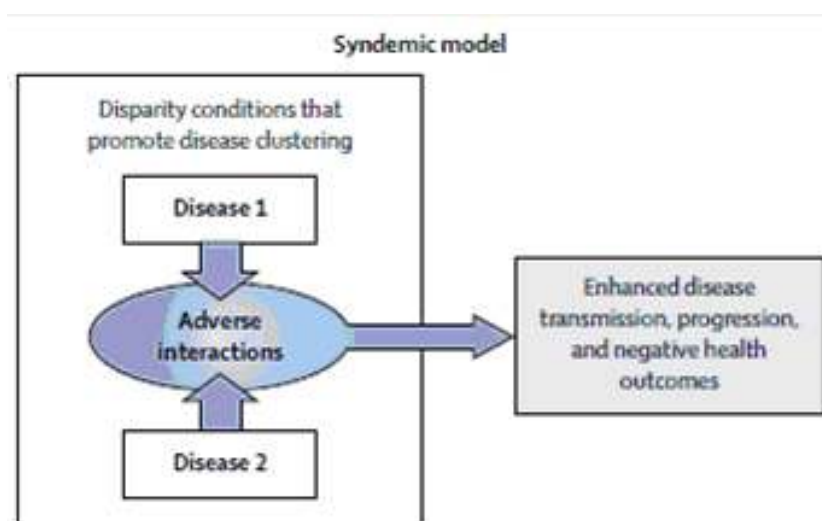 Syndemic model
Disparity conditions that
promote disease clustering
Disease 1
Adverse
interactions
Disease 2
Enhanced disease
transmission, progression,
and negative health
outcomes